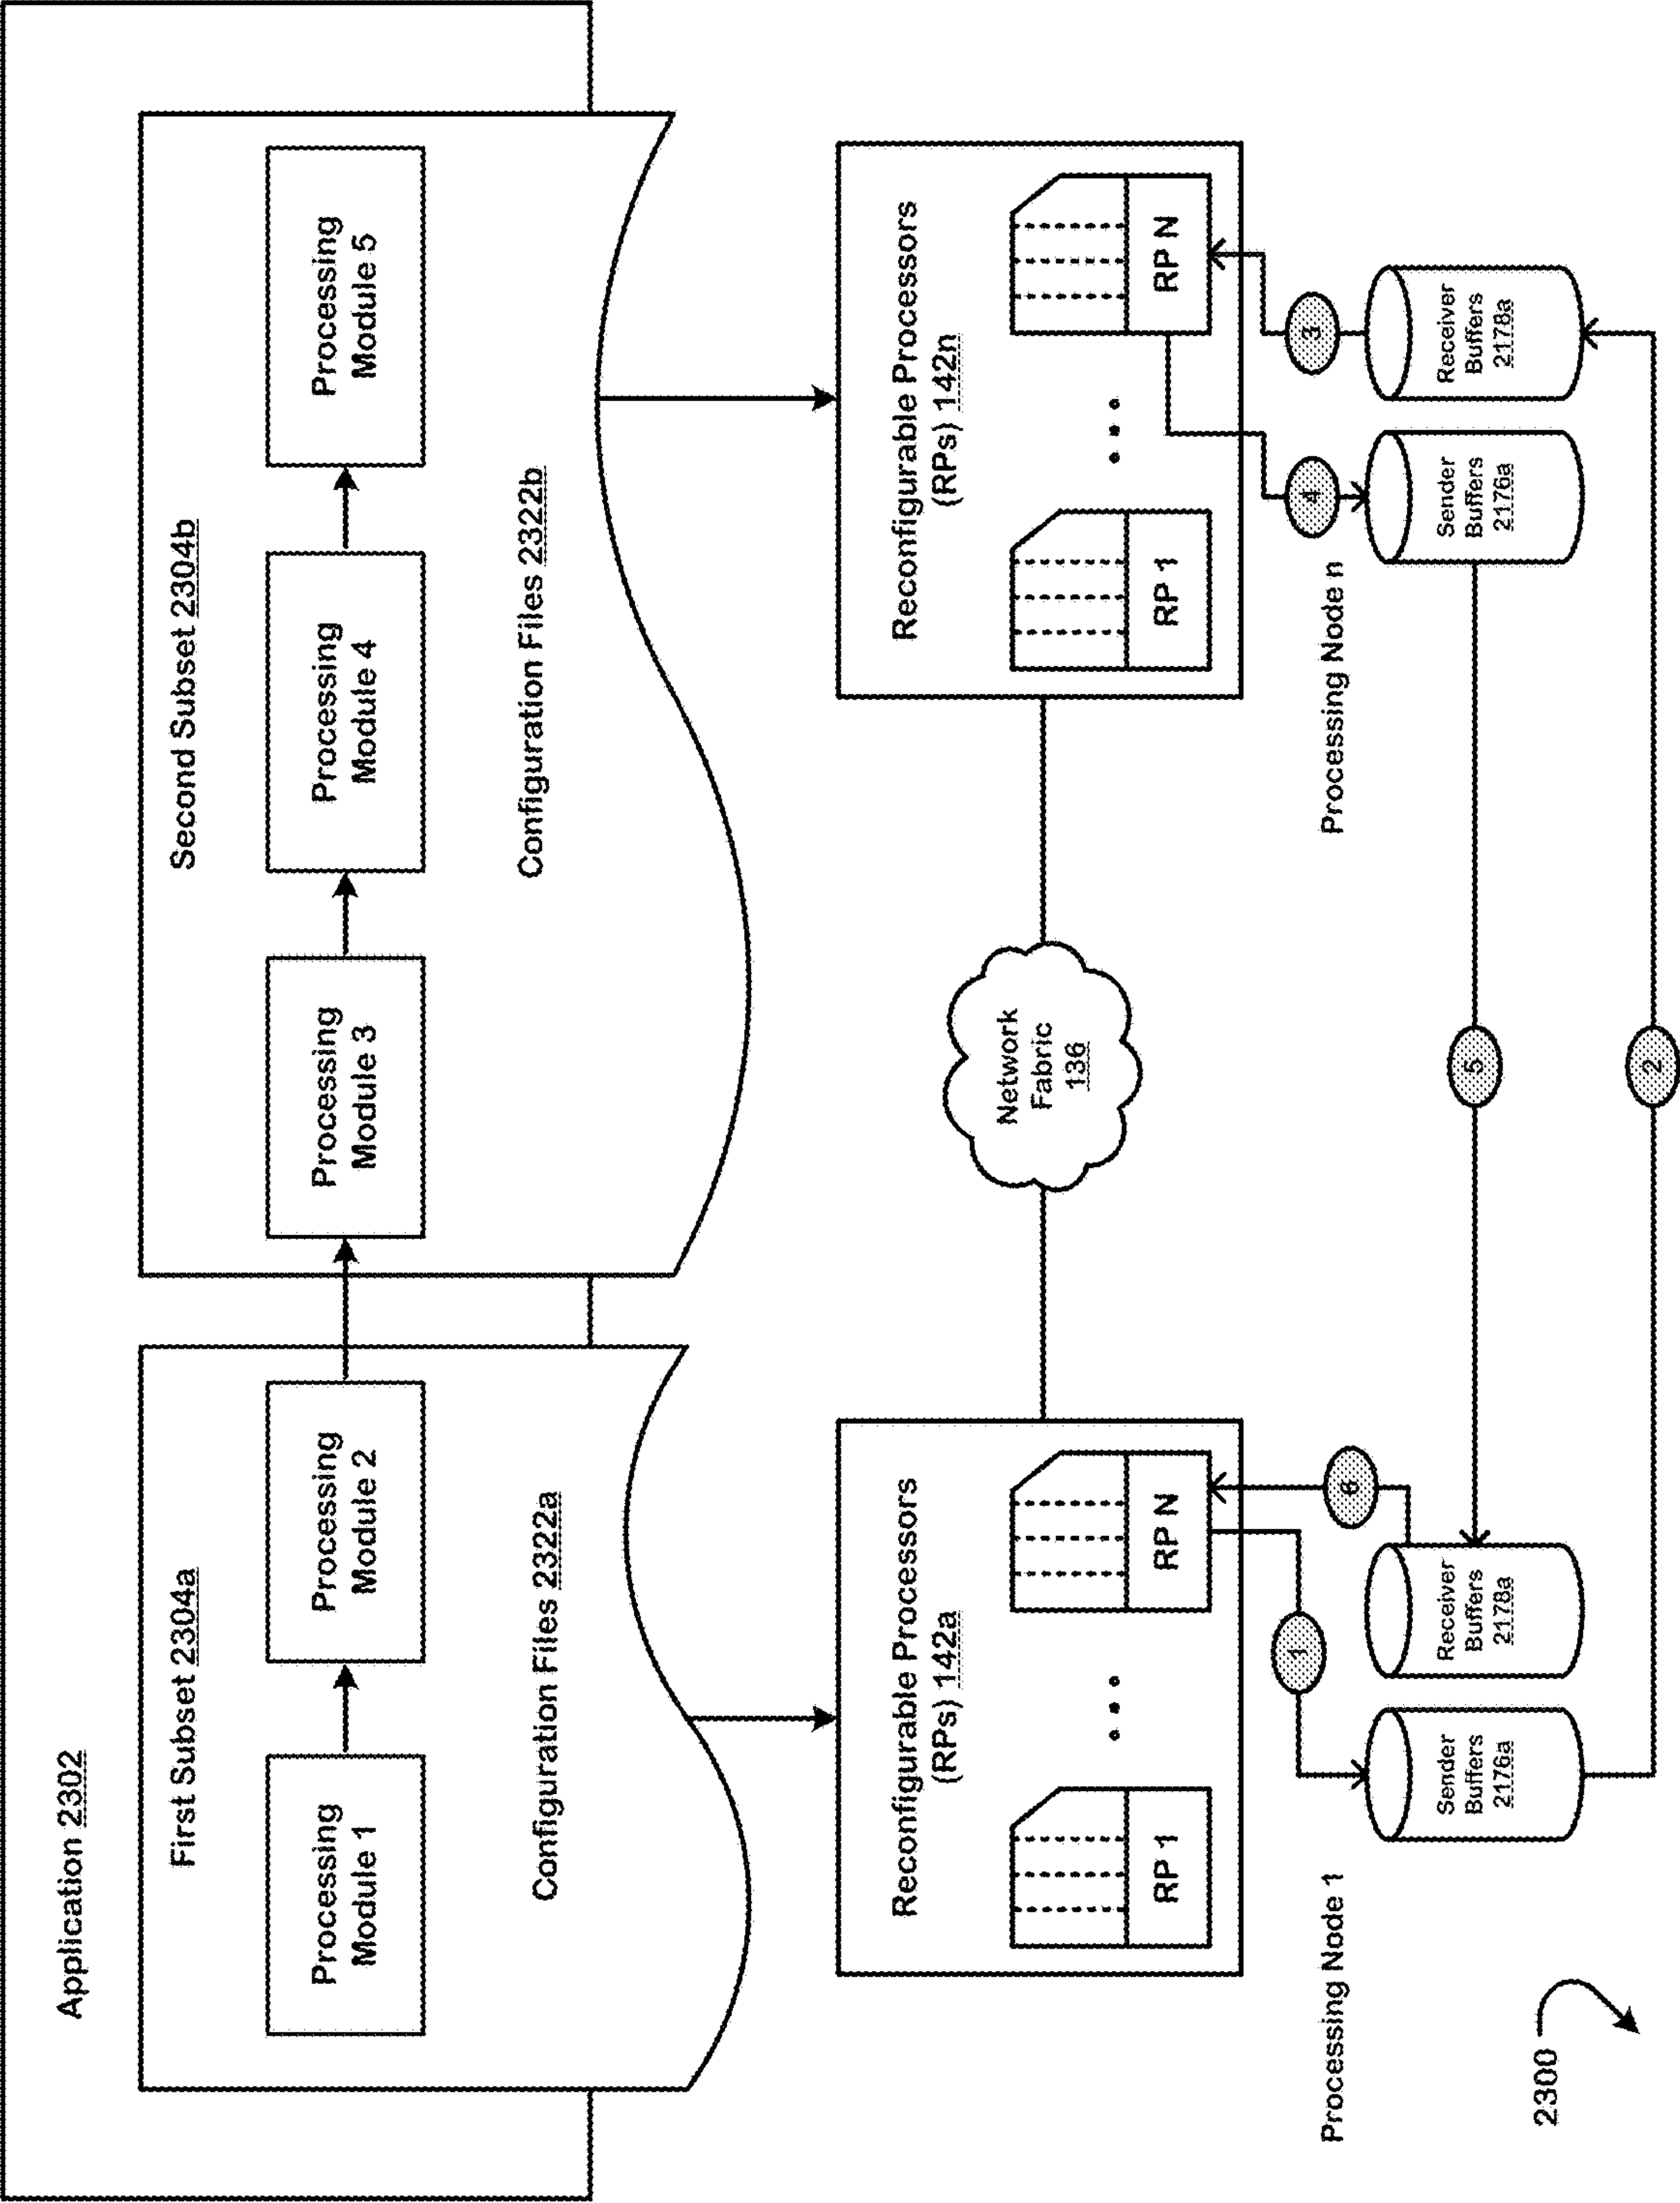 Application 2302
First Subset 2304a
Processing
Module 1
Processing
Module 2
Configuration Files 2322a
Second Subset 2304b
Processing
Module 3
Processing
Module 4
Processing
Module 5
Configuration Files 2322b
Reconfigurable Processors
(RPs) 142a
RP 1
RP N
Network
Fabric
136
Reconfigurable Processors
(RPs) 142n
RP 1
RP N
Processing Node 1
1
6
Sender
Buffers
2176a
Receiver
Buffers
2178a
5
2
Processing Node n
4
3
Sender
Buffers
2176a
Receiver
Buffers
2178a
2300